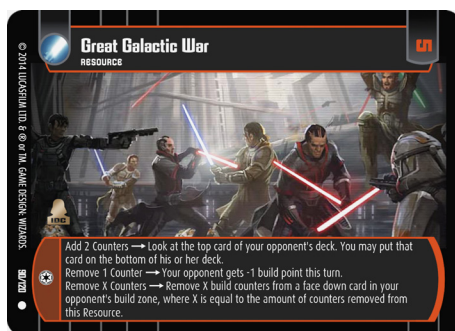 Great Galactic War
5
RESOURCE
© 2014 LUCASFILM LTD. & ® or TM. GAME DESIGN: WIZARDS.
IDC
90/120
Add 2 Counters → Look at the top card of your opponent's deck. You may put that
card on the bottom of his or her deck.
Remove 1 Counter → Your opponent gets -1 build point this turn.
Remove X Counters → Remove X build counters from a face down card in your
opponent's build zone, where X is equal to the amount of counters removed from
this Resource.